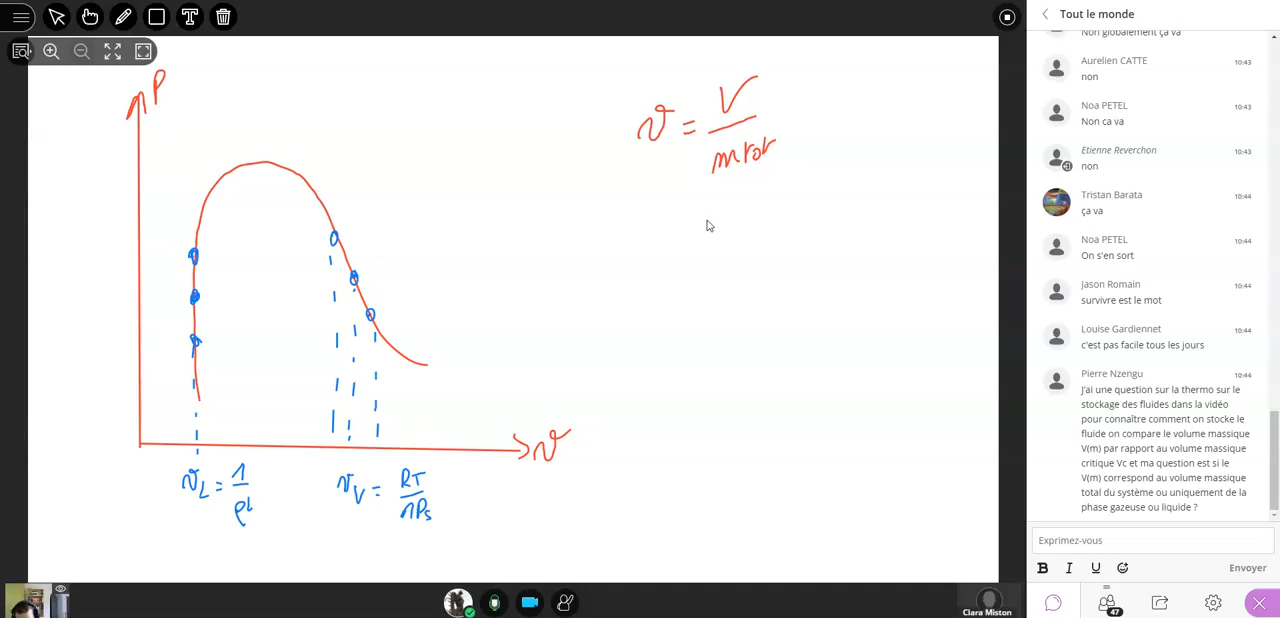 P
v = V / mtot
v
vL = 1 / ρL
vV = RT / MPs
Clara Miston
Tout le monde
Non globalement ça va
Aurelien CATTE 10:43
non
Noa PETEL 10:43
Non ca va
Etienne Reverchon 10:43
non
Tristan Barata 10:44
ça va
Noa PETEL 10:44
On s'en sort
Jason Romain 10:44
survivre est le mot
Louise Gardiennet 10:44
c'est pas facile tous les jours
Pierre Nzengu 10:44
J'ai une question sur la thermo sur le
stockage des fluides dans la vidéo
pour connaître comment on stocke le
fluide on compare le volume massique
V(m) par rapport au volume massique
critique Vc et ma question est si le
V(m) correspond au volume massique
total du système ou uniquement de la
phase gazeuse ou liquide ?
Exprimez-vous
B I U Envoyer
47